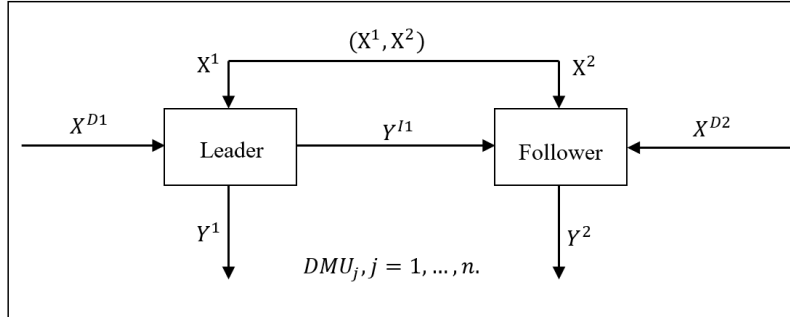 (X¹, X²)
X¹ X²
X^{D1} Y^{I1} X^{D2}
Leader Follower
Y¹ Y²
DMU_j, j = 1, …, n.